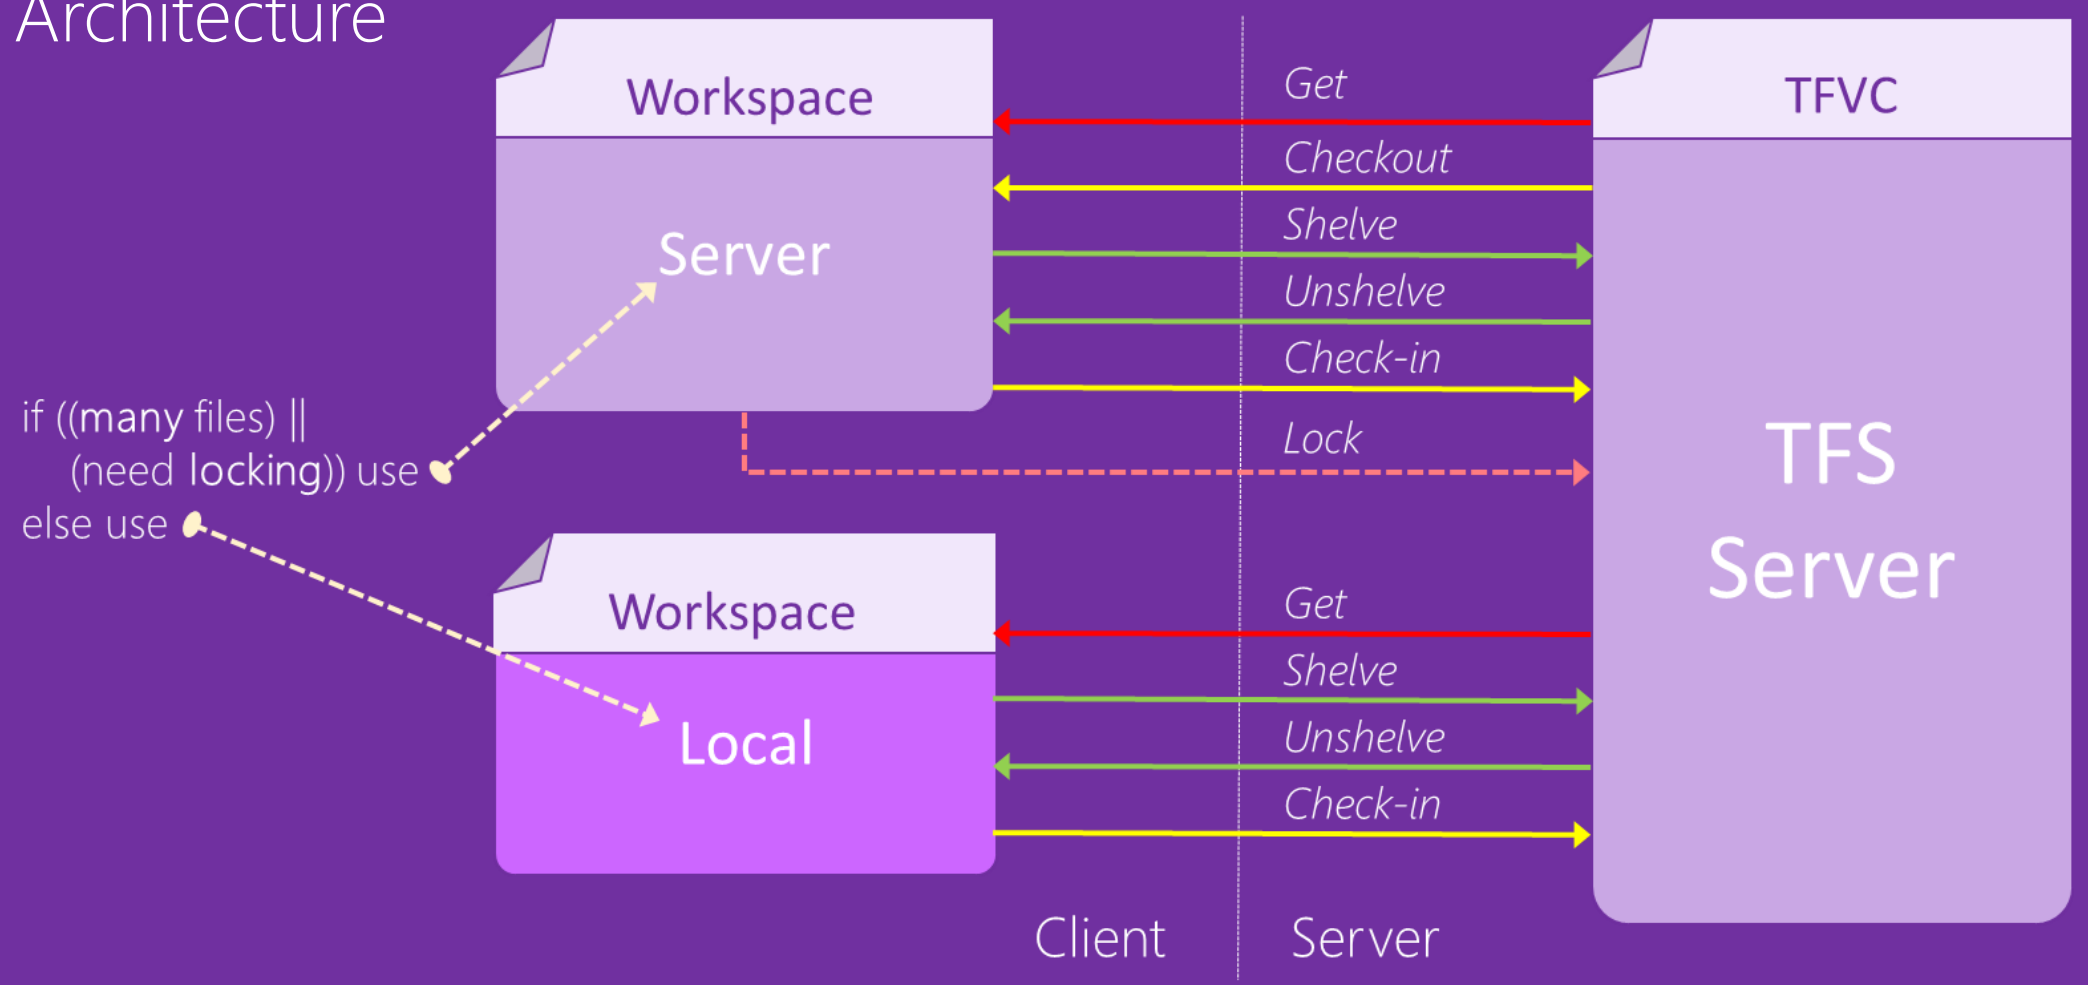 Architecture
Workspace
Server
Get
Checkout
Shelve
Unshelve
Check-in
Lock
TFVC
TFS
Server
if ((many files) ||
(need locking)) use
else use
Workspace
Local
Get
Shelve
Unshelve
Check-in
Client
Server